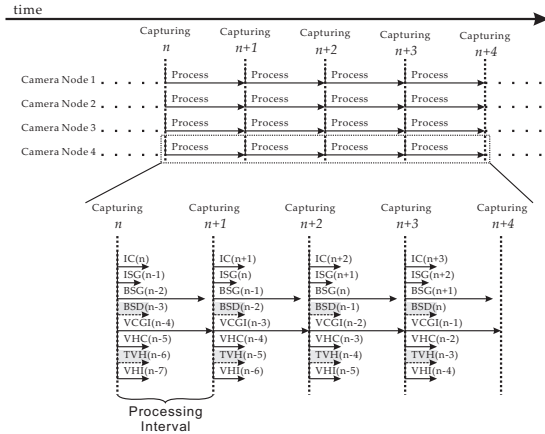 time
Capturing Capturing Capturing Capturing Capturing
n n+1 n+2 n+3 n+4
Camera Node 1 . . . . . Process Process Process Process . . . .
Camera Node 2 . . . . . Process Process Process Process . . . .
Camera Node 3 . . . . . Process Process Process Process . . . .
Camera Node 4 . . . . . Process Process Process Process . . . .
Capturing Capturing Capturing Capturing Capturing
n n+1 n+2 n+3 n+4
IC(n) IC(n+1) IC(n+2) IC(n+3)
ISG(n-1) ISG(n) ISG(n+1) ISG(n+2)
BSG(n-2) BSG(n-1) BSG(n) BSG(n+1)
BSD(n-3) BSD(n-2) BSD(n-1) BSD(n)
VCGI(n-4) VCGI(n-3) VCGI(n-2) VCGI(n-1)
VHC(n-5) VHC(n-4) VHC(n-3) VHC(n-2)
TVH(n-6) TVH(n-5) TVH(n-4) TVH(n-3)
VHI(n-7) VHI(n-6) VHI(n-5) VHI(n-4)
Processing
Interval